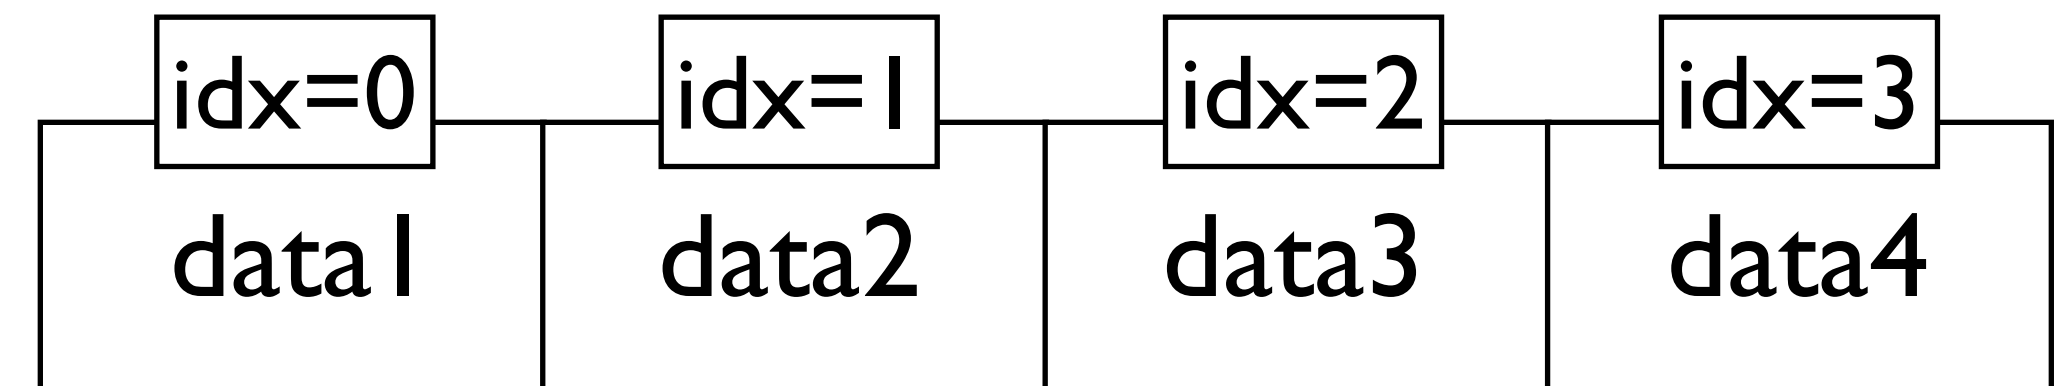 idx=0 idx=1 idx=2 idx=3
data1 data2 data3 data4